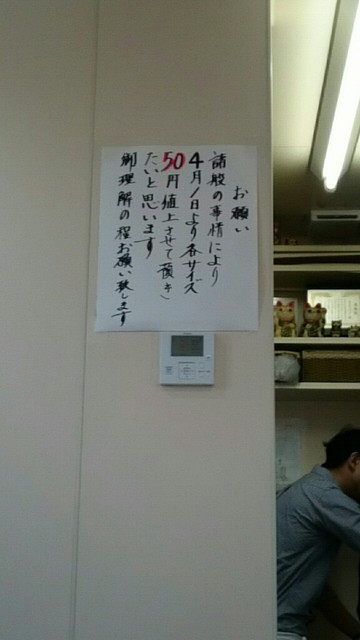 お願い
諸般の事情により
4月1日より各サイズ
50円値上させて頂き
たいと思います
御理解の程お願い致します